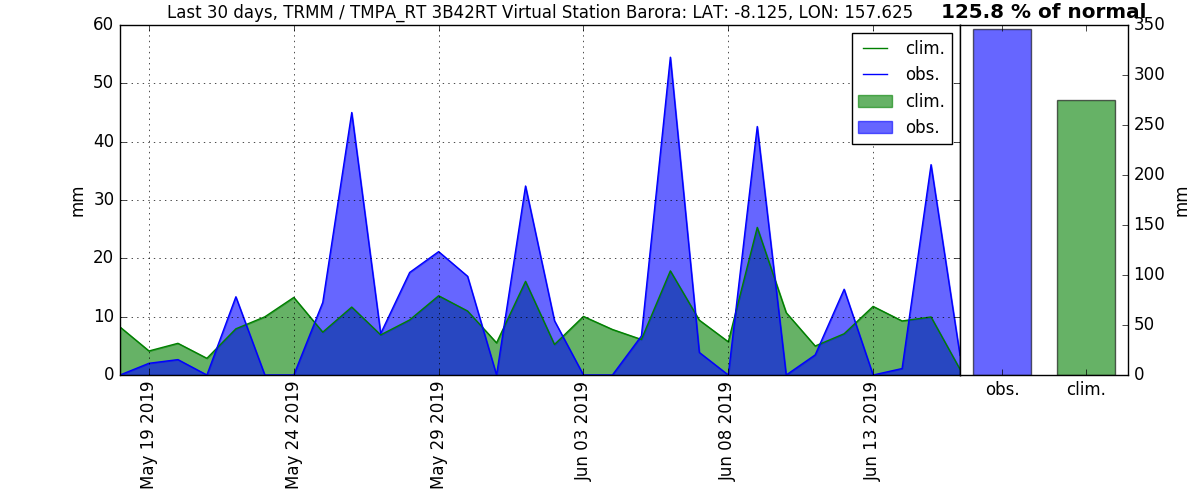 Last 30 days, TRMM / TMPA_RT 3B42RT Virtual Station Barora: LAT: -8.125, LON: 157.625
125.8 % of normal
60
50
40
30
20
10
0
mm
clim.
obs.
clim.
obs.
May 19 2019
May 24 2019
May 29 2019
Jun 03 2019
Jun 08 2019
Jun 13 2019
350
300
250
200
150
100
50
0
mm
obs.
clim.